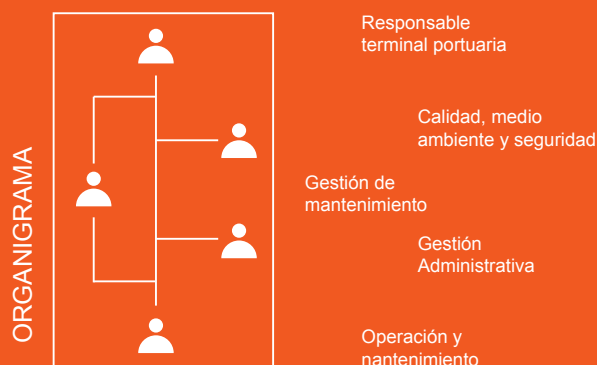 ORGANIGRAMA
Responsable
terminal portuaria
Calidad, medio
ambiente y seguridad
Gestión de
mantenimiento
Gestión
Administrativa
Operación y
nantenimiento